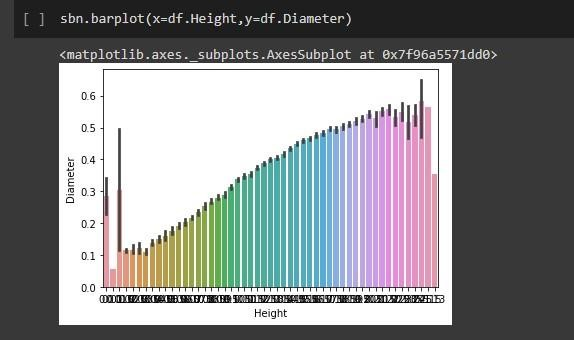 [ ] sbn.barplot(x=df.Height,y=df.Diameter)
<matplotlib.axes._subplots.AxesSubplot at 0x7f96a5571dd0>
0.6
0.5
0.4
0.3
0.2
0.1
0.0
Diameter
Height